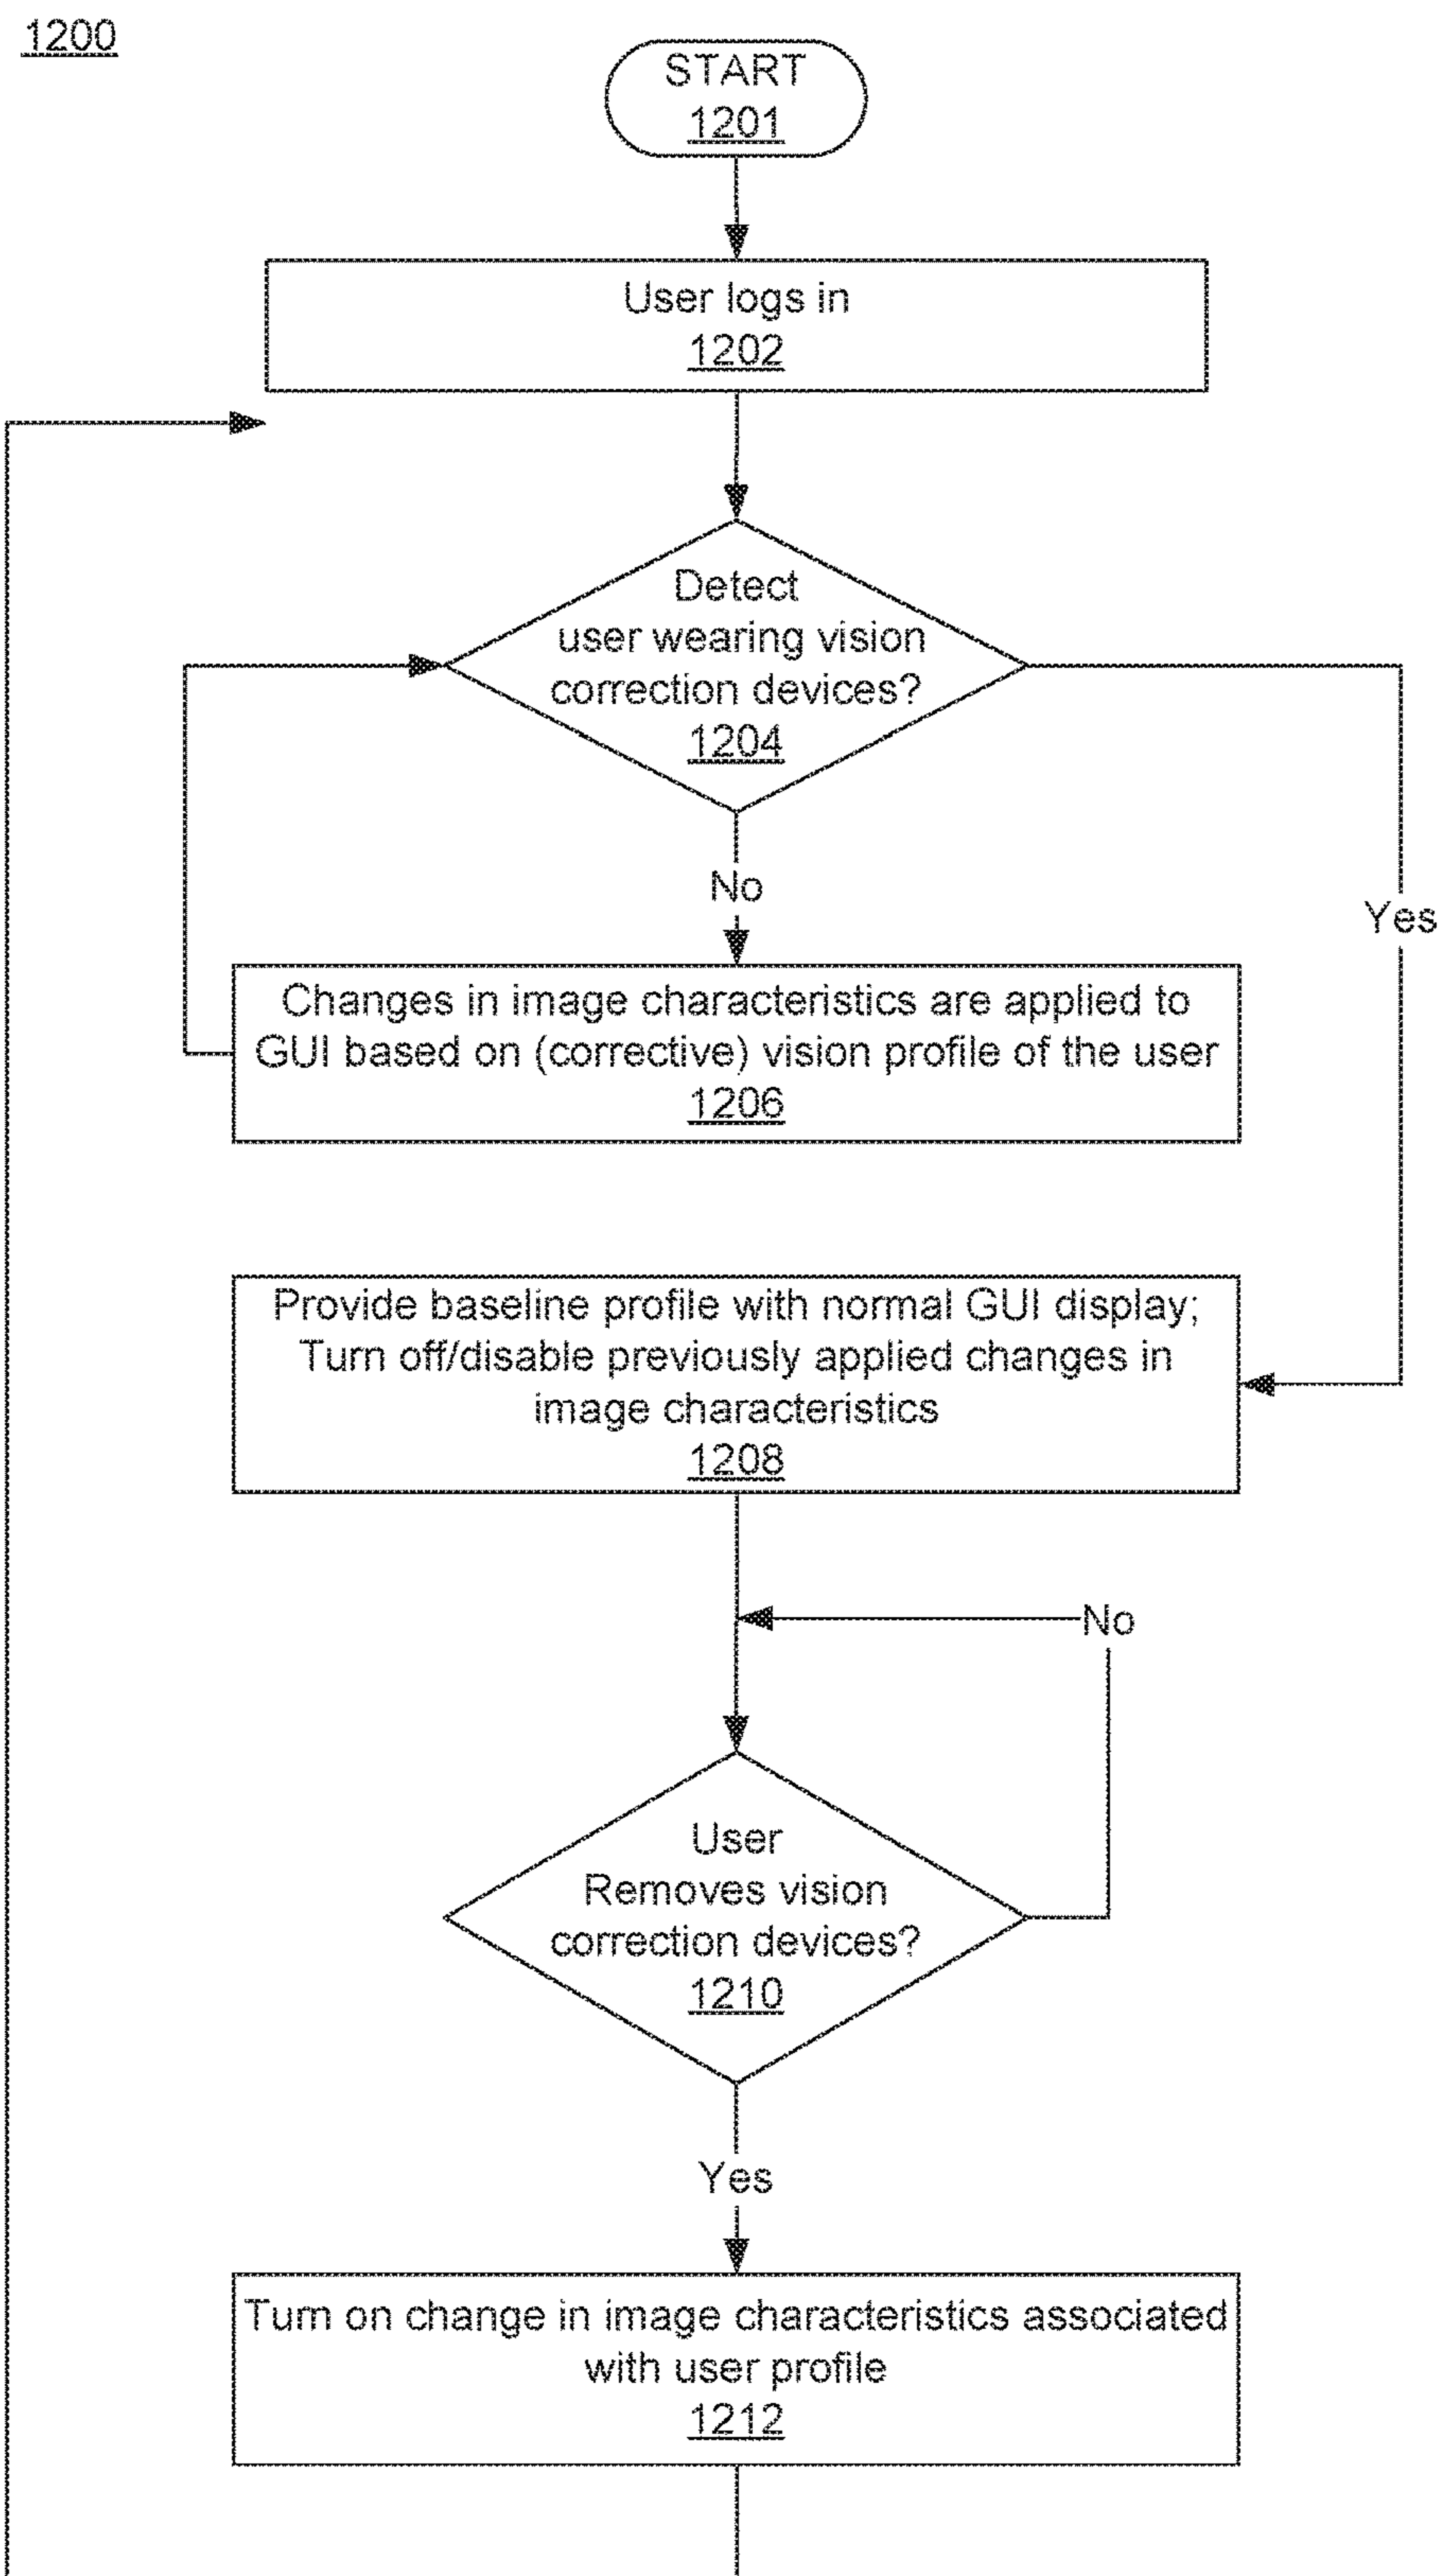 1200
START
1201
User logs in
1202
Detect
user wearing vision
correction devices?
1204
No
Yes
Changes in image characteristics are applied to
GUI based on (corrective) vision profile of the user
1206
Provide baseline profile with normal GUI display;
Turn off/disable previously applied changes in
image characteristics
1208
No
User
Removes vision
correction devices?
1210
Yes
Turn on change in image characteristics associated
with user profile
1212